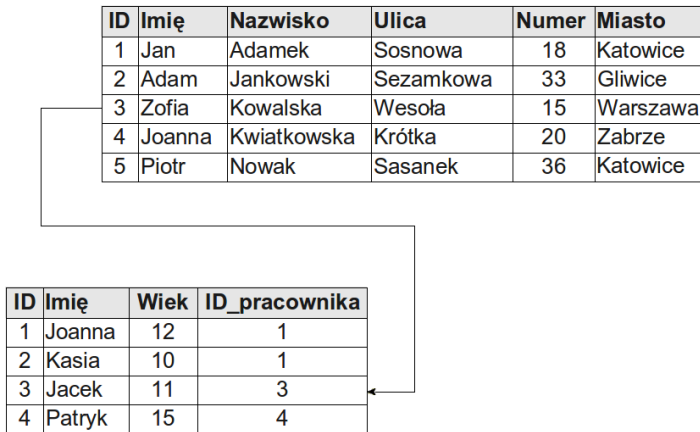 ID Imię Nazwisko Ulica Numer Miasto
1 Jan Adamek Sosnowa 18 Katowice
2 Adam Jankowski Sezamkowa 33 Gliwice
3 Zofia Kowalska Wesoła 15 Warszawa
4 Joanna Kwiatkowska Krótka 20 Zabrze
5 Piotr Nowak Sasanek 36 Katowice
ID Imię Wiek ID_pracownika
1 Joanna 12 1
2 Kasia 10 1
3 Jacek 11 3
4 Patryk 15 4